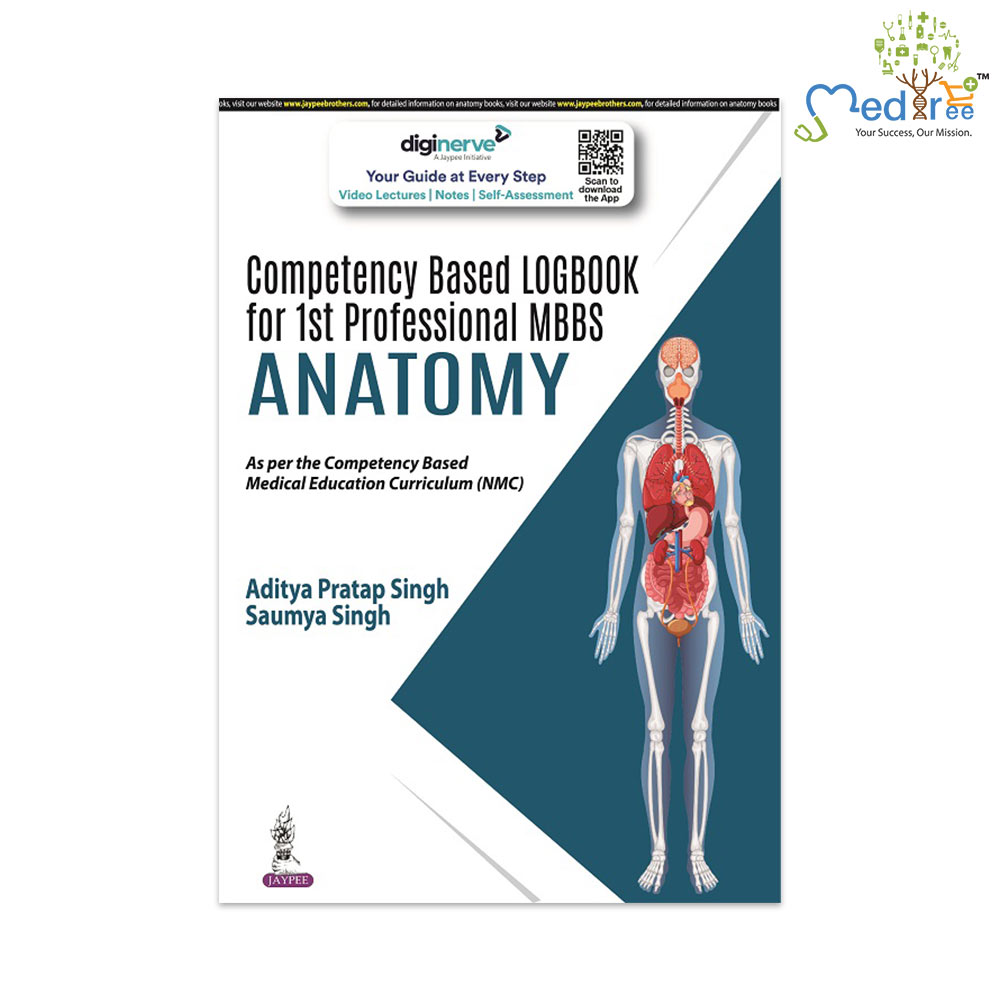 Med Tree TM
Your Success, Our Mission.
oks, visit our website www.jaypeebrothers.com, for detailed information on anatomy books, visit our website www.jaypeebrothers.com, for detailed information on anatomy books
diginerve
A Jaypee Initiative
Your Guide at Every Step
Video Lectures | Notes | Self-Assessment
Scan to
download
the App
Competency Based LOGBOOK
for 1st Professional MBBS
ANATOMY
As per the Competency Based
Medical Education Curriculum (NMC)
Aditya Pratap Singh
Saumya Singh
JAYPEE